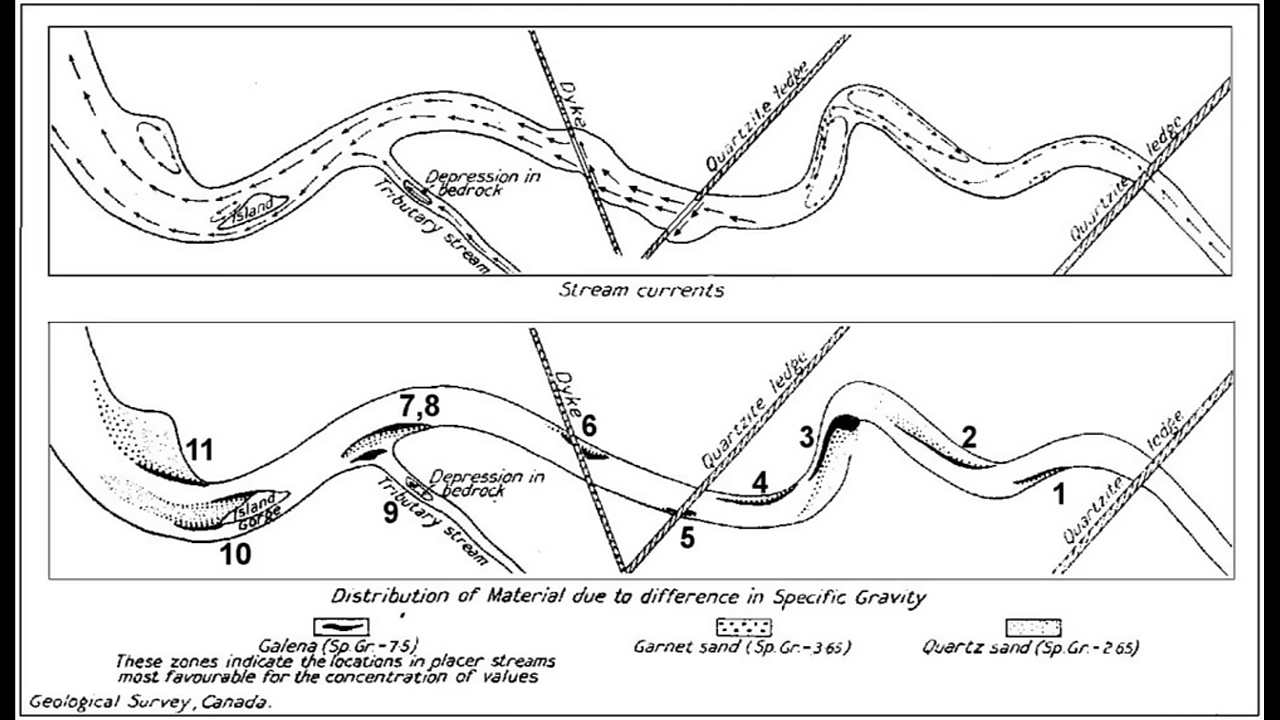 Dyke
Quartzite ledge
Quartzite ledge
Depression in
bedrock
Tributary stream
Island
Stream currents
Dyke
Quartzite ledge
Quartzite ledge
Depression in
bedrock
Tributary stream
Island
Gorge
11
7,8
6
3
2
4
1
5
9
10
Distribution of Material due to difference in Specific Gravity
Galena (Sp. Gr. - 7.5)
Garnet sand (Sp. Gr. - 3.65)
Quartz sand (Sp. Gr. - 2.65)
These zones indicate the locations in placer streams
most favourable for the concentration of values
Geological Survey, Canada.